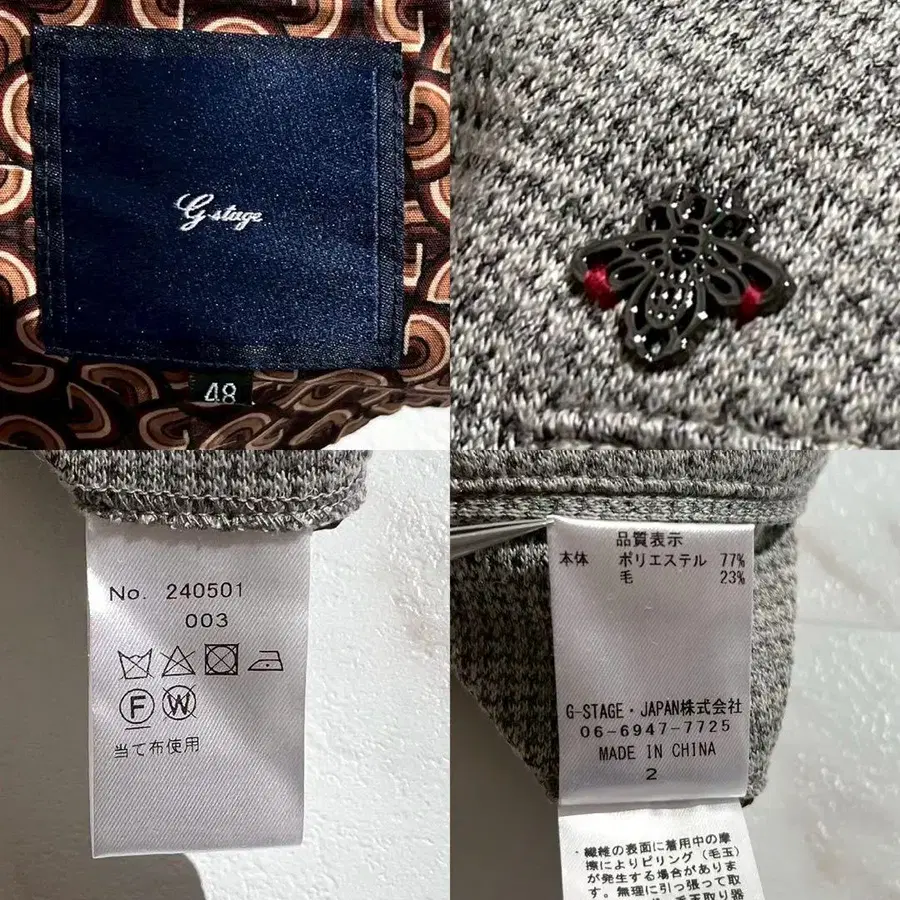 G-stage
48
No. 240501
003
F W
当て布使用
品質表示
本体 ポリエステル 77%
毛 23%
G-STAGE・JAPAN株式会社
06-6947-7725
MADE IN CHINA
2
・繊維の表面に着用中の摩
擦によりピリング(毛玉)
が発生する場合があり
す。無理に引っ張って取